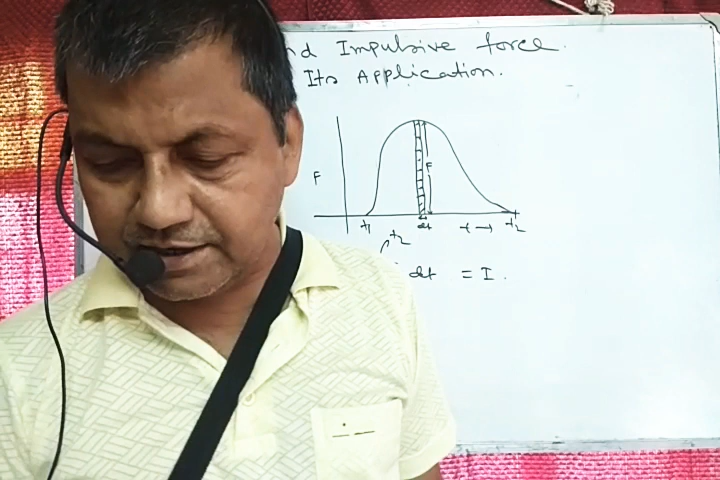 nd Impulsive force.
Its Application.
F
F
t1 dt t → t2
t2
dt = I.